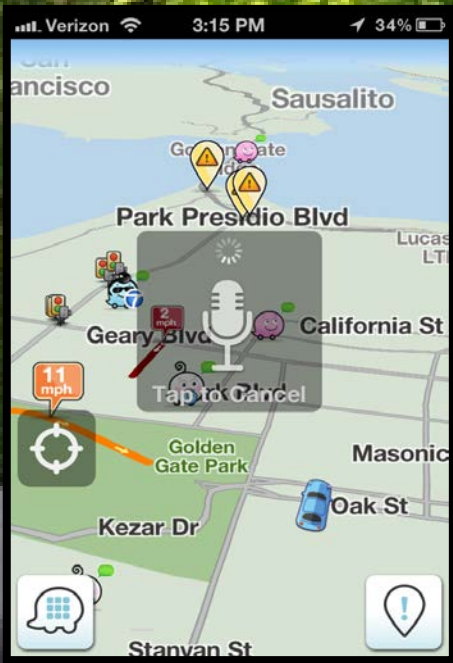 Verizon 3:15 PM 34%
San
ancisco
Sausalito
Park Presidio Blvd
Lucas
2
mph
Geary Blvd
California St
11
mph
Tap to Cancel
Golden
Gate Park
Masonic
Oak St
Kezar Dr
Stanyan St